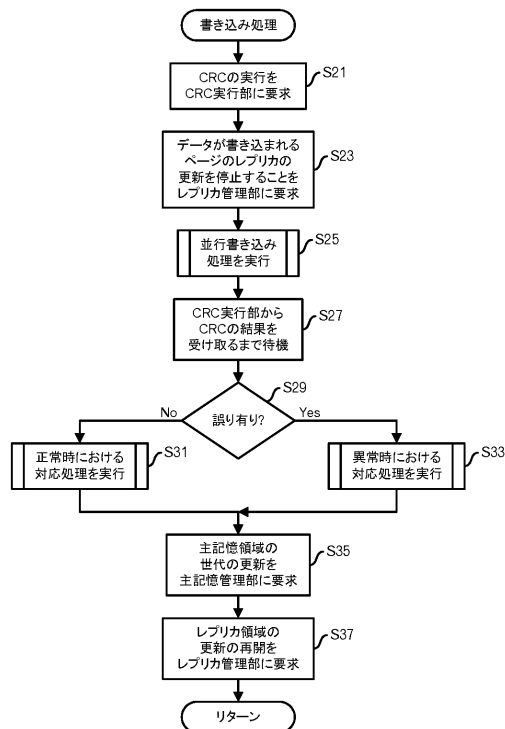 書き込み処理
CRCの実行を
CRC実行部に要求
S21
データが書き込まれる
ページのレプリカの
更新を停止することを
レプリカ管理部に要求
S23
並行書き込み
処理を実行
S25
CRC実行部から
CRCの結果を
受け取るまで待機
S27
誤り有り?
S29
No
Yes
正常時における
対応処理を実行
S31
異常時における
対応処理を実行
S33
主記憶領域の
世代の更新を
主記憶管理部に要求
S35
レプリカ領域の
更新の再開を
レプリカ管理部に要求
S37
リターン